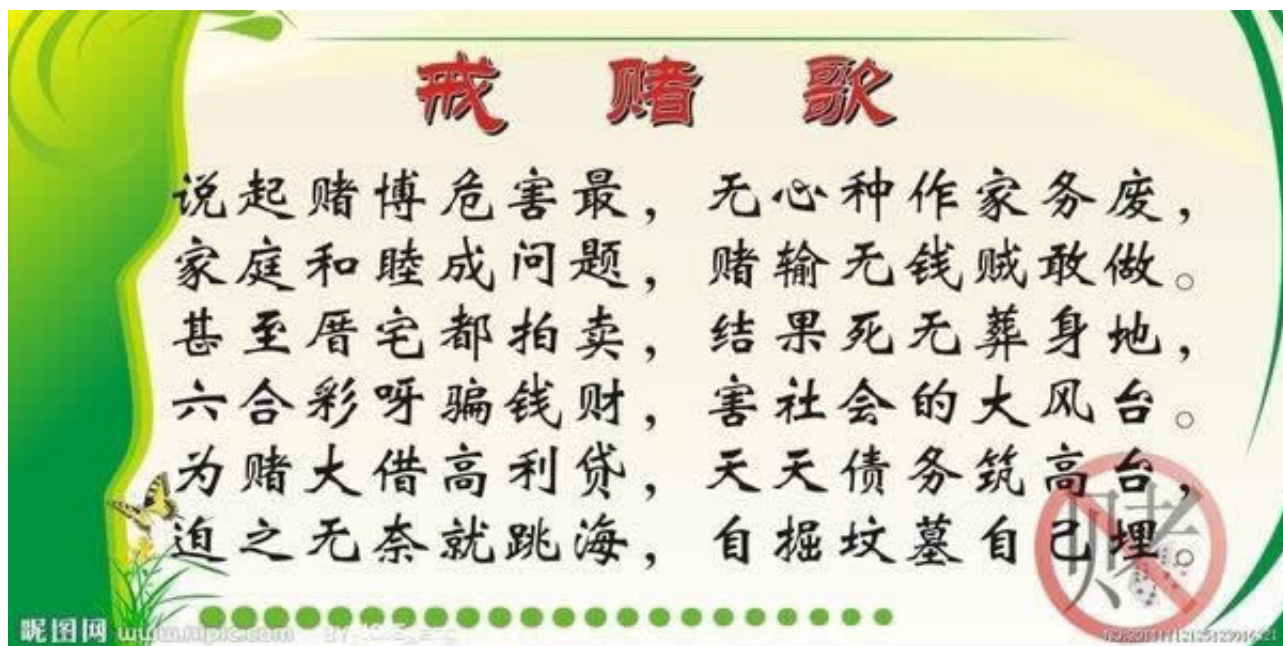 戒赌歌
说起赌博危害最，无心种作家务废，
家庭和睦成问题，赌输无钱贼敢做。
甚至厝宅都拍卖，结果死无葬身地，
六合彩呀骗钱财，害社会的大风台。
为赌大借高利贷，天天债务筑高台，
迫之无奈就跳海，自掘坟墓自己埋。
赌
昵图网 www.nipic.com